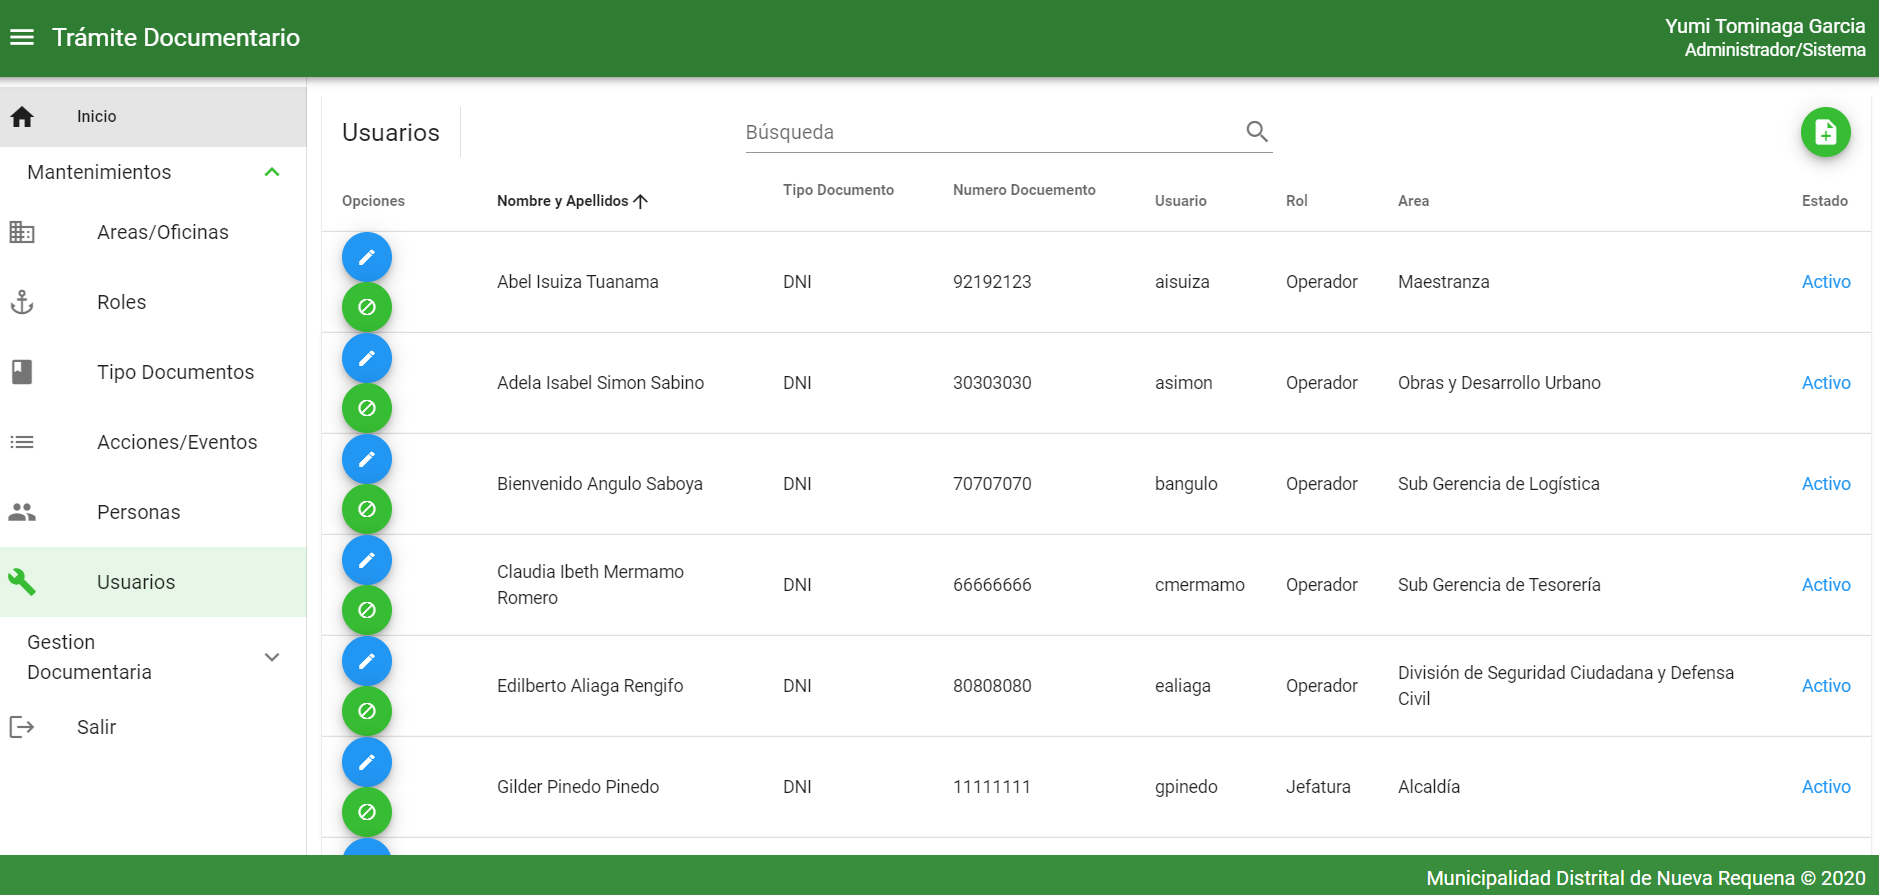 Trámite Documentario
Yumi Tominaga Garcia
Administrador/Sistema
Inicio
Mantenimientos
Areas/Oficinas
Roles
Tipo Documentos
Acciones/Eventos
Personas
Usuarios
Gestion
Documentaria
Salir
Usuarios
Búsqueda
Opciones Nombre y Apellidos Tipo Documento Numero Docuemento Usuario Rol Area Estado
Abel Isuiza Tuanama DNI 92192123 aisuiza Operador Maestranza Activo
Adela Isabel Simon Sabino DNI 30303030 asimon Operador Obras y Desarrollo Urbano Activo
Bienvenido Angulo Saboya DNI 70707070 bangulo Operador Sub Gerencia de Logística Activo
Claudia Ibeth Mermamo
Romero DNI 66666666 cmermamo Operador Sub Gerencia de Tesorería Activo
Edilberto Aliaga Rengifo DNI 80808080 ealiaga Operador División de Seguridad Ciudadana y Defensa
Civil Activo
Gilder Pinedo Pinedo DNI 11111111 gpinedo Jefatura Alcaldía Activo
Municipalidad Distrital de Nueva Requena © 2020